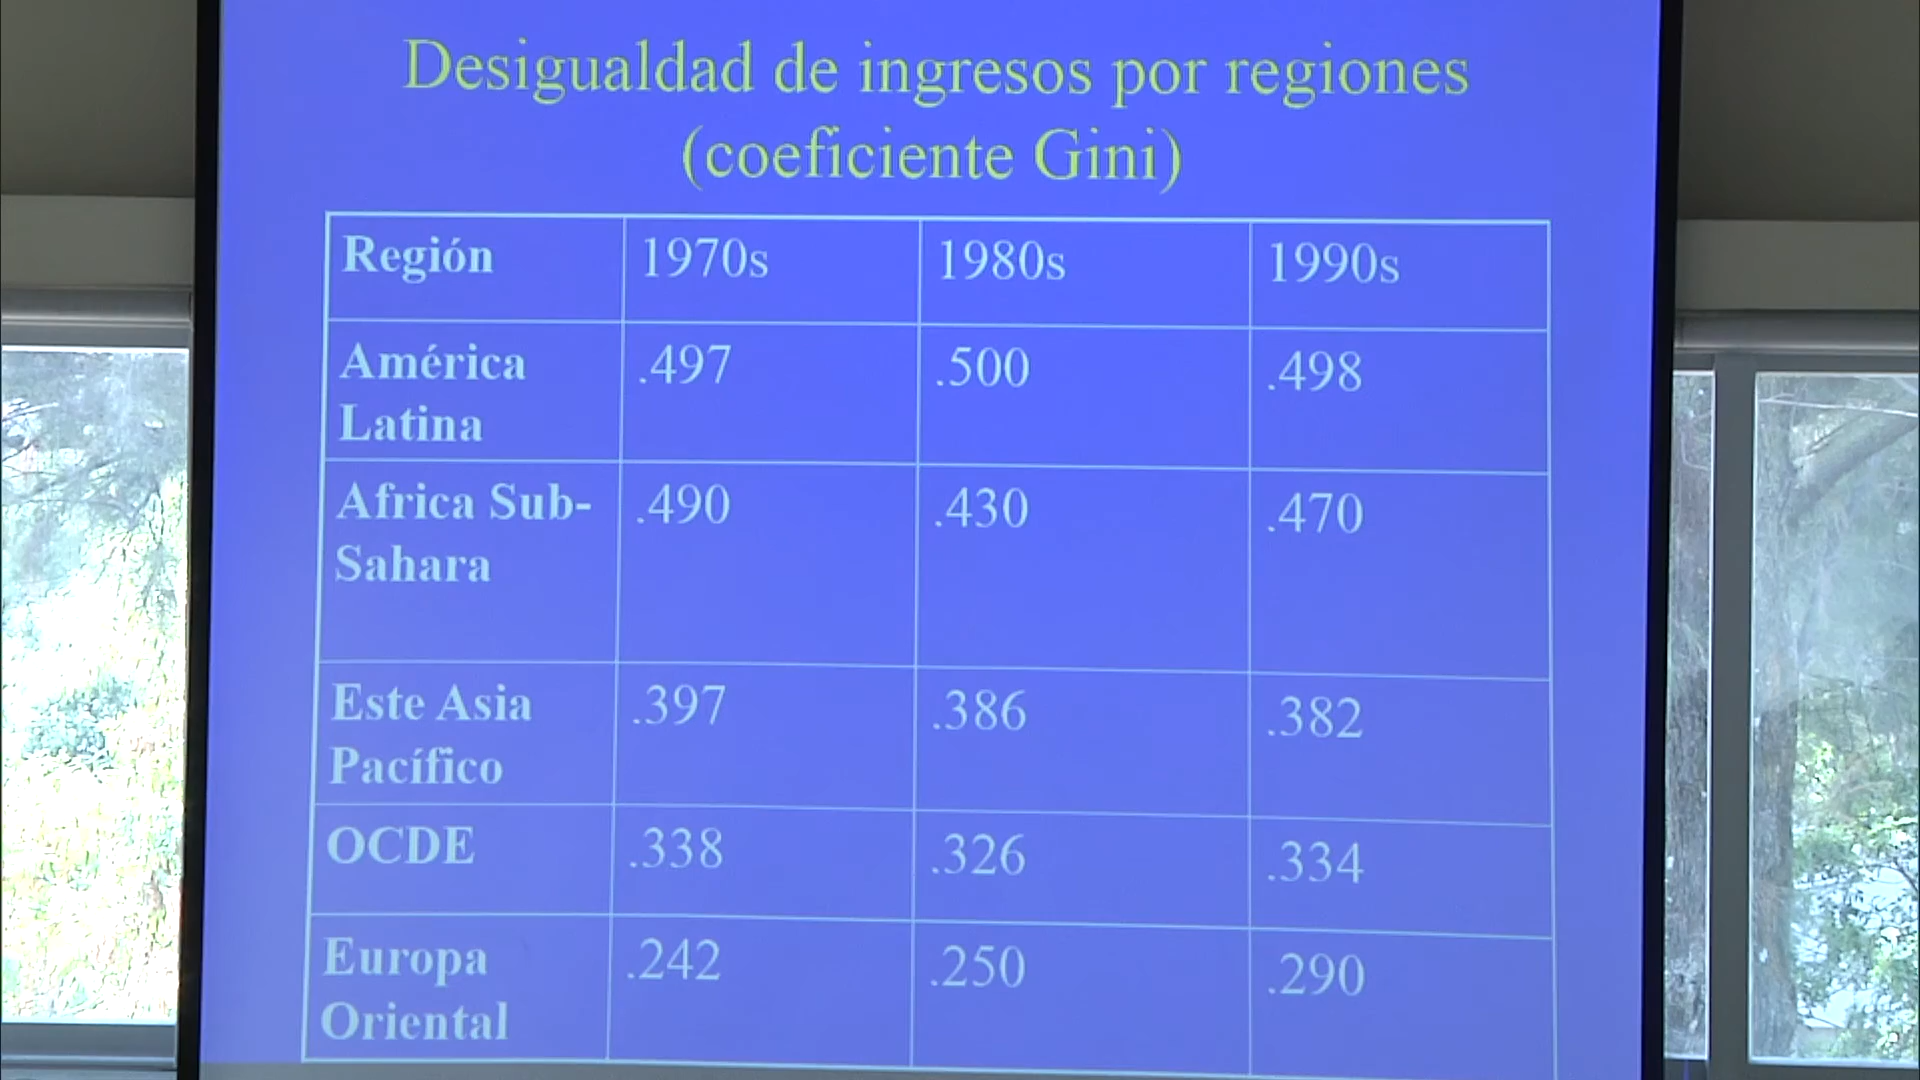 Desigualdad de ingresos por regiones
(coeficiente Gini)
Región 1970s 1980s 1990s
América Latina .497 .500 .498
Africa Sub-Sahara .490 .430 .470
Este Asia Pacífico .397 .386 .382
OCDE .338 .326 .334
Europa Oriental .242 .250 .290